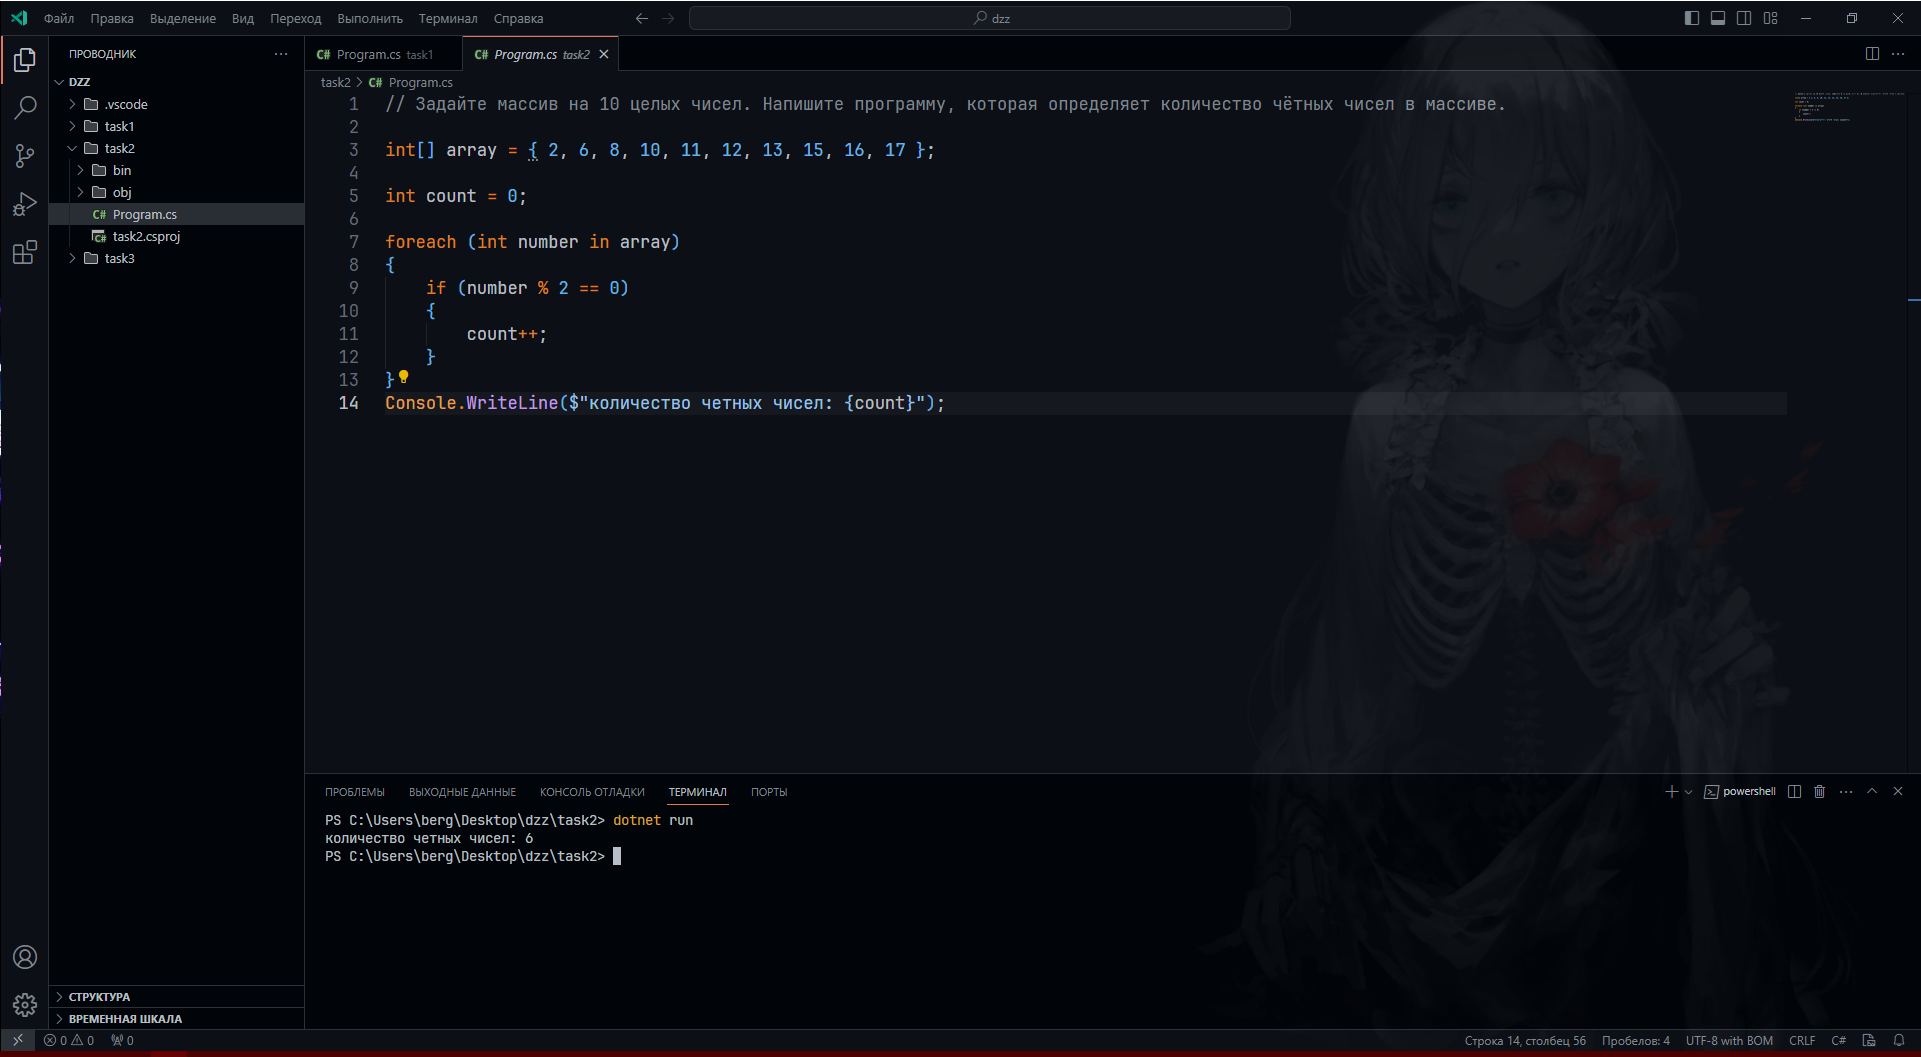 Файл Правка Выделение Вид Переход Выполнить Терминал Справка dzz
ПРОВОДНИК
DZZ
.vscode
task1
task2
bin
obj
C# Program.cs
task2.csproj
task3
СТРУКТУРА
ВРЕМЕННАЯ ШКАЛА
C# Program.cs task1 C# Program.cs task2
task2 > C# Program.cs
1 // Задайте массив на 10 целых чисел. Напишите программу, которая определяет количество чётных чисел в массиве.
2
3 int[] array = { 2, 6, 8, 10, 11, 12, 13, 15, 16, 17 };
4
5 int count = 0;
6
7 foreach (int number in array)
8 {
9 if (number % 2 == 0)
10 {
11 count++;
12 }
13 }
14 Console.WriteLine($"количество четных чисел: {count}");
ПРОБЛЕМЫ ВЫХОДНЫЕ ДАННЫЕ КОНСОЛЬ ОТЛАДКИ ТЕРМИНАЛ ПОРТЫ powershell
PS C:\Users\berg\Desktop\dzz\task2> dotnet run
количество четных чисел: 6
PS C:\Users\berg\Desktop\dzz\task2>
0 0 0 Строка 14, столбец 56 Пробелов: 4 UTF-8 with BOM CRLF C#